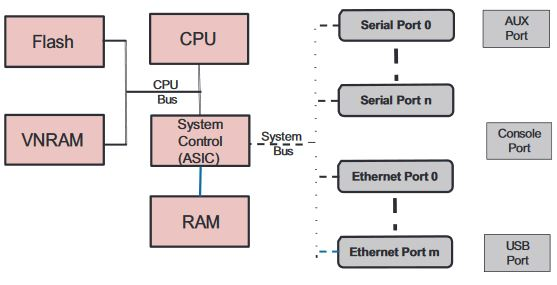 Flash
CPU
VNRAM
CPU
Bus
System
Control
(ASIC)
RAM
System
Bus
Serial Port 0
Serial Port n
Ethernet Port 0
Ethernet Port m
AUX
Port
Console
Port
USB
Port